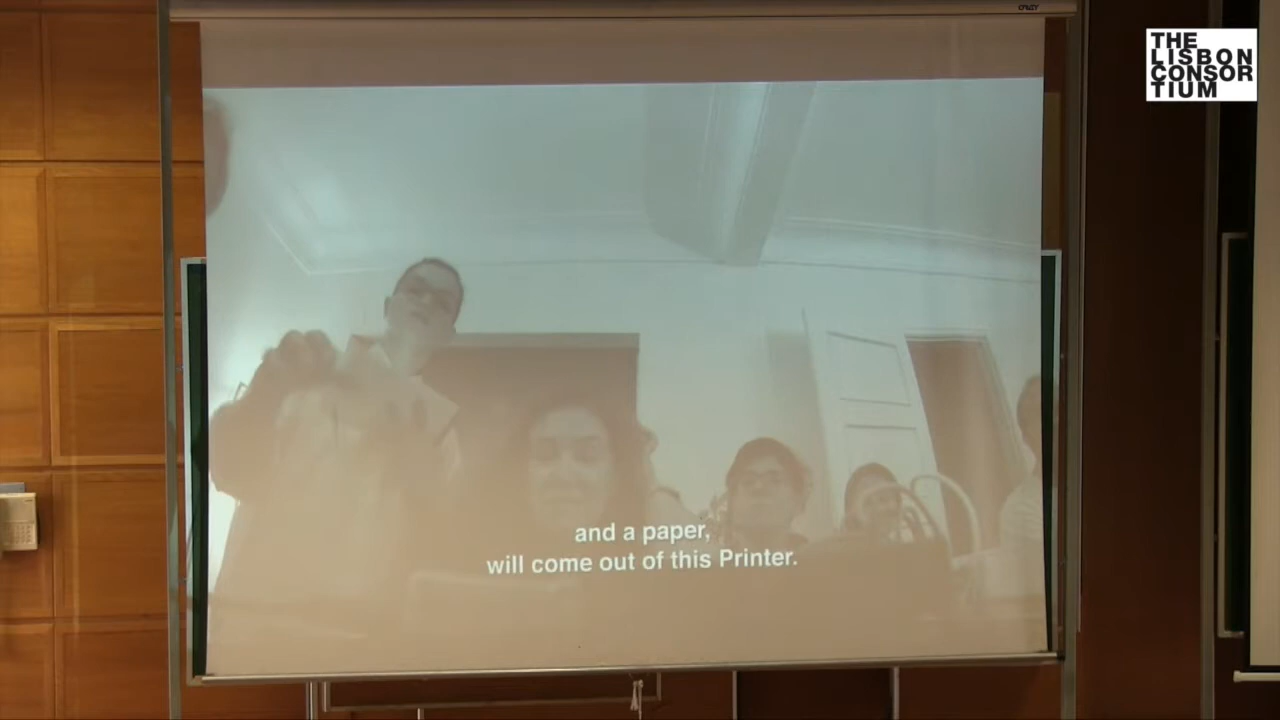 THE
LISBON
CONSOR
TIUM
and a paper,
will come out of this Printer.